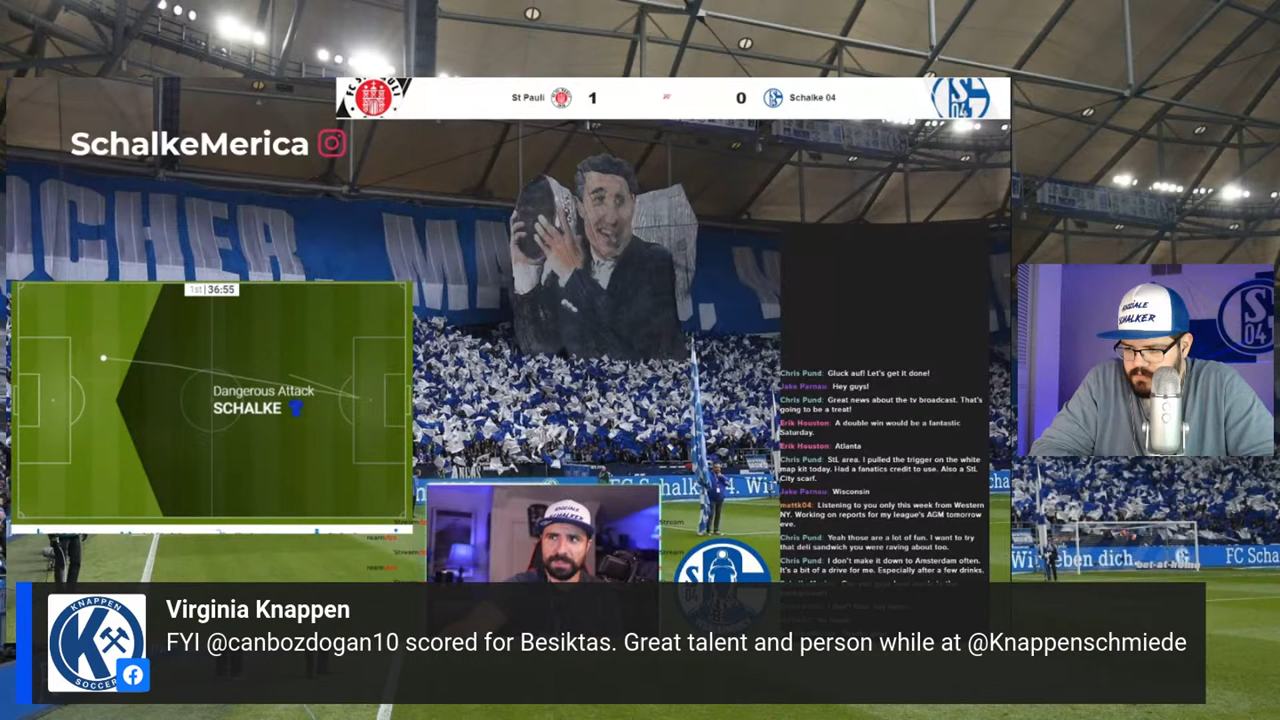 St Pauli 1 0 Schalke 04
SchalkeMerica
1st 36:55
Dangerous Attack
SCHALKE
Chris Pund: Gluck auf! Let's get it done!
Jake Parnau: Hey guys!
Chris Pund: Great news about the tv broadcast. That's
going to be a treat!
Erik Houston: A double win would be a fantastic
Saturday.
Erik Houston: Atlanta
Chris Pund: StL area. I pulled the trigger on the white
map kit today. Had a fanatics credit to use. Also a StL
City scarf.
Jake Parnau: Wisconsin
mattk04: Listening to you only this week from Western
NY. Working on reports for my league's AGM tomorrow
eve.
Chris Pund: Yeah those are a lot of fun. I want to try
that deli sandwich you were raving about too.
Chris Pund: I don't make it down to Amsterdam often.
It's a bit of a drive for me. Especially after a few drinks.
SCHALKER
S 04
KNAPPEN
K
SOCCER
Virginia Knappen
FYI @canbozdogan10 scored for Besiktas. Great talent and person while at @Knappenschmiede